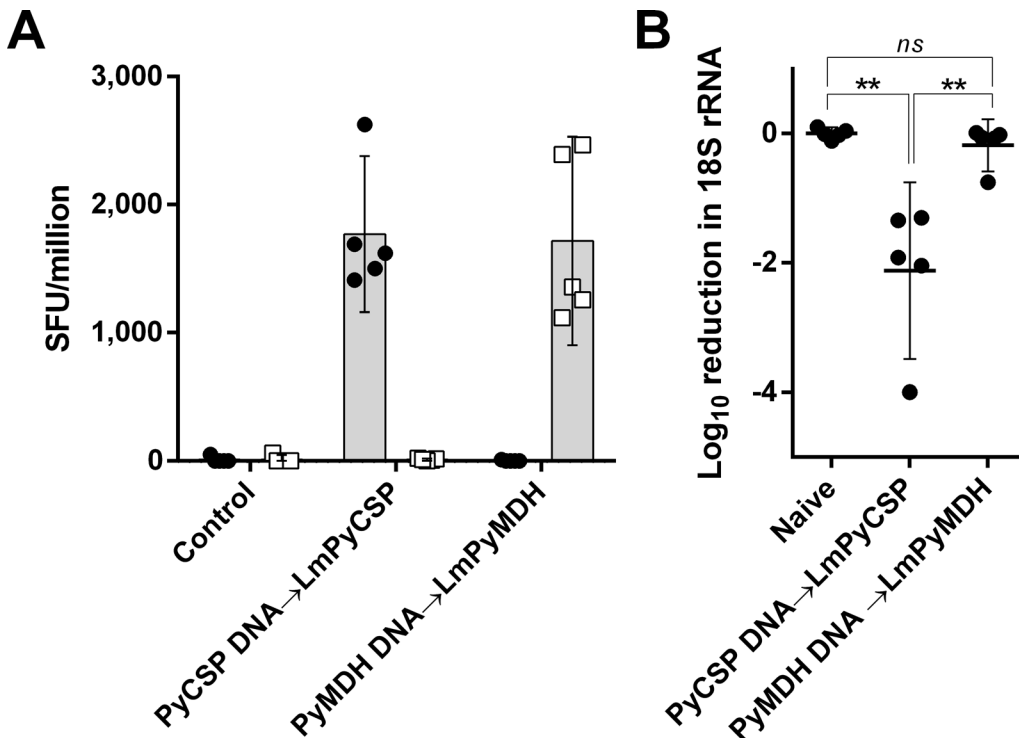 A
SFU/million
3,000
2,000
1,000
0
Control
PyCSP DNA→LmPyCSP
PyMDH DNA→LmPyMDH
B
Log10 reduction in 18S rRNA
ns
**
**
0
-2
-4
Naive
PyCSP DNA→LmPyCSP
PyMDH DNA →LmPyMDH